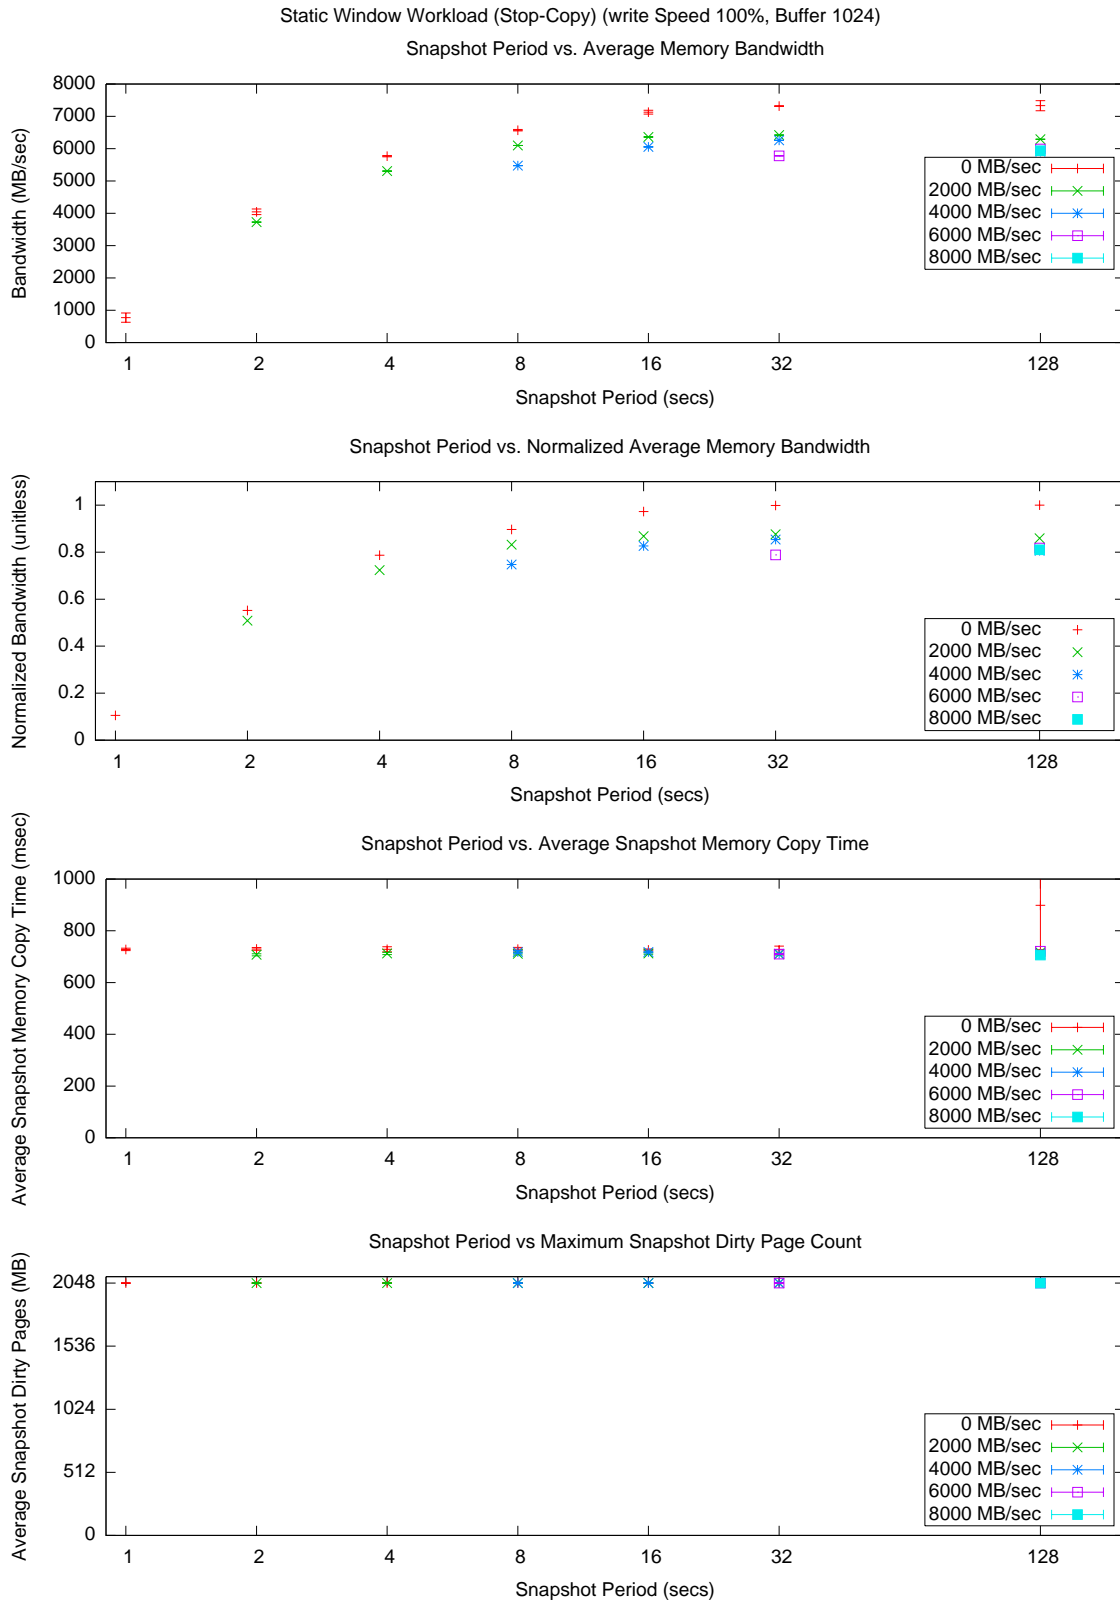 Static Window Workload (Stop-Copy) (write Speed 100%, Buffer 1024)
Snapshot Period vs. Average Memory Bandwidth
Bandwidth (MB/sec)
8000
7000
6000
5000
4000
3000
2000
1000
0
0 MB/sec
2000 MB/sec
4000 MB/sec
6000 MB/sec
8000 MB/sec
1 2 4 8 16 32 128
Snapshot Period (secs)
Snapshot Period vs. Normalized Average Memory Bandwidth
Normalized Bandwidth (unitless)
1
0.8
0.6
0.4
0.2
0
0 MB/sec
2000 MB/sec
4000 MB/sec
6000 MB/sec
8000 MB/sec
1 2 4 8 16 32 128
Snapshot Period (secs)
Snapshot Period vs. Average Snapshot Memory Copy Time
Average Snapshot Memory Copy Time (msec)
1000
800
600
400
200
0
0 MB/sec
2000 MB/sec
4000 MB/sec
6000 MB/sec
8000 MB/sec
1 2 4 8 16 32 128
Snapshot Period (secs)
Snapshot Period vs Maximum Snapshot Dirty Page Count
Average Snapshot Dirty Pages (MB)
2048
1536
1024
512
0
0 MB/sec
2000 MB/sec
4000 MB/sec
6000 MB/sec
8000 MB/sec
1 2 4 8 16 32 128
Snapshot Period (secs)